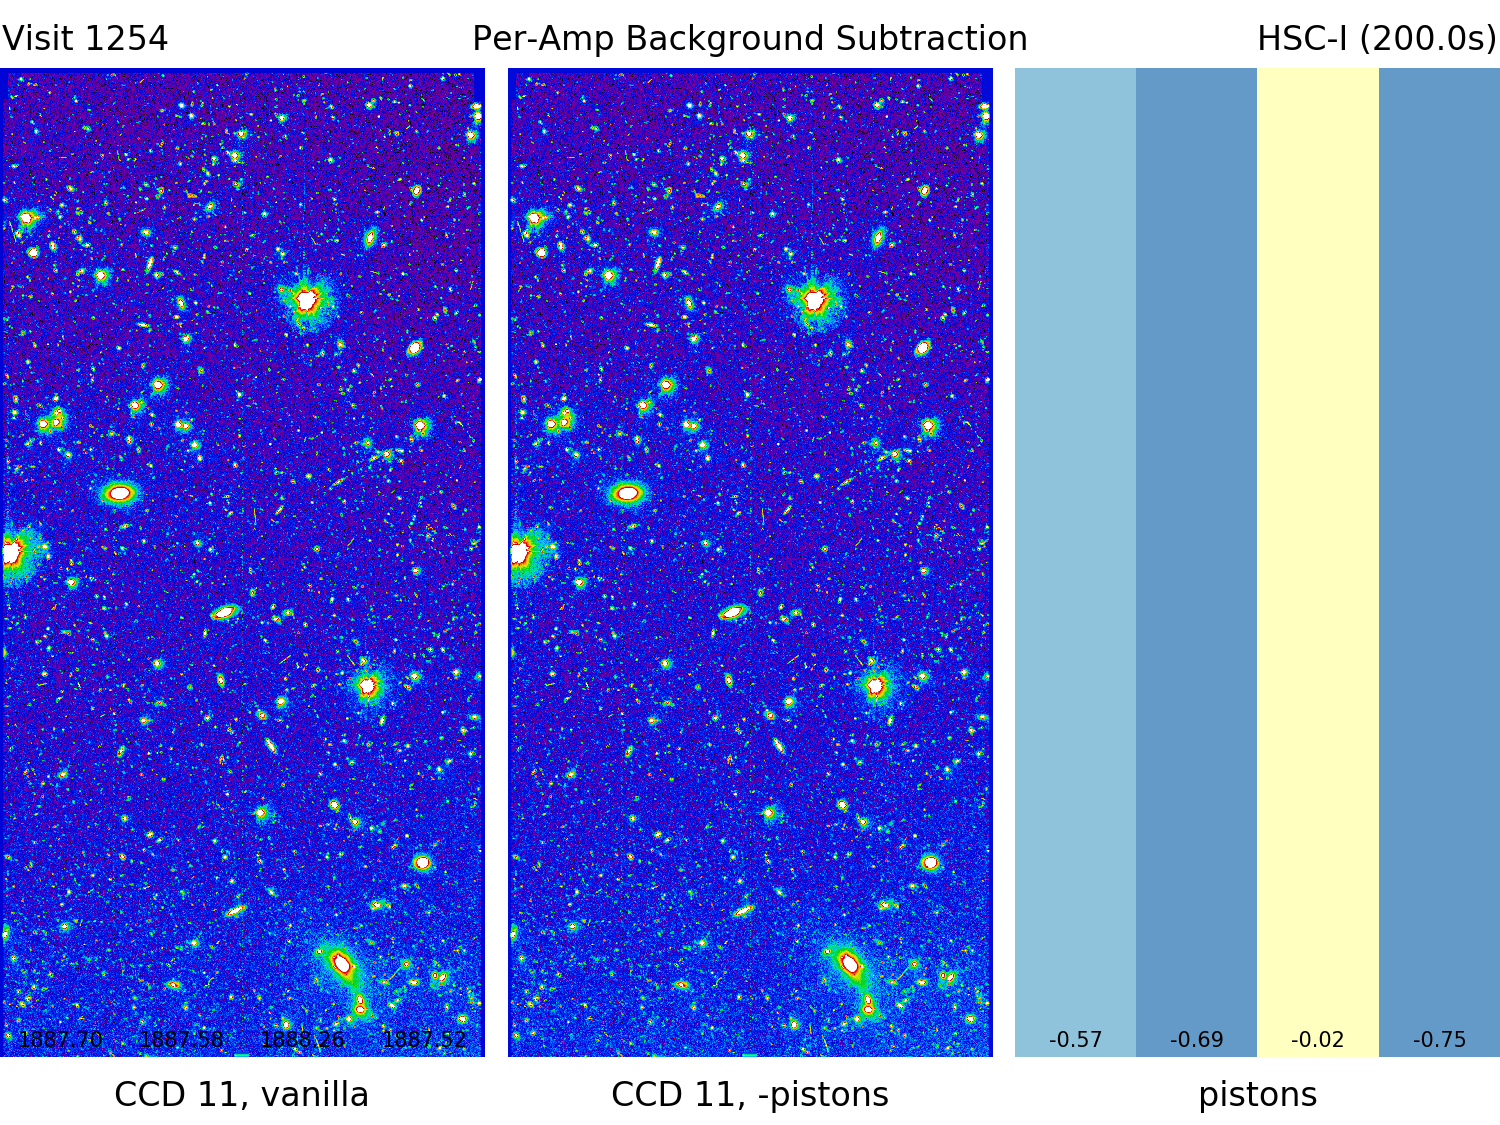 Visit 1254
Per-Amp Background Subtraction
HSC-I (200.0s)
1887.70 1887.58 1888.26 1887.52
-0.57 -0.69 -0.02 -0.75
CCD 11, vanilla
CCD 11, -pistons
pistons